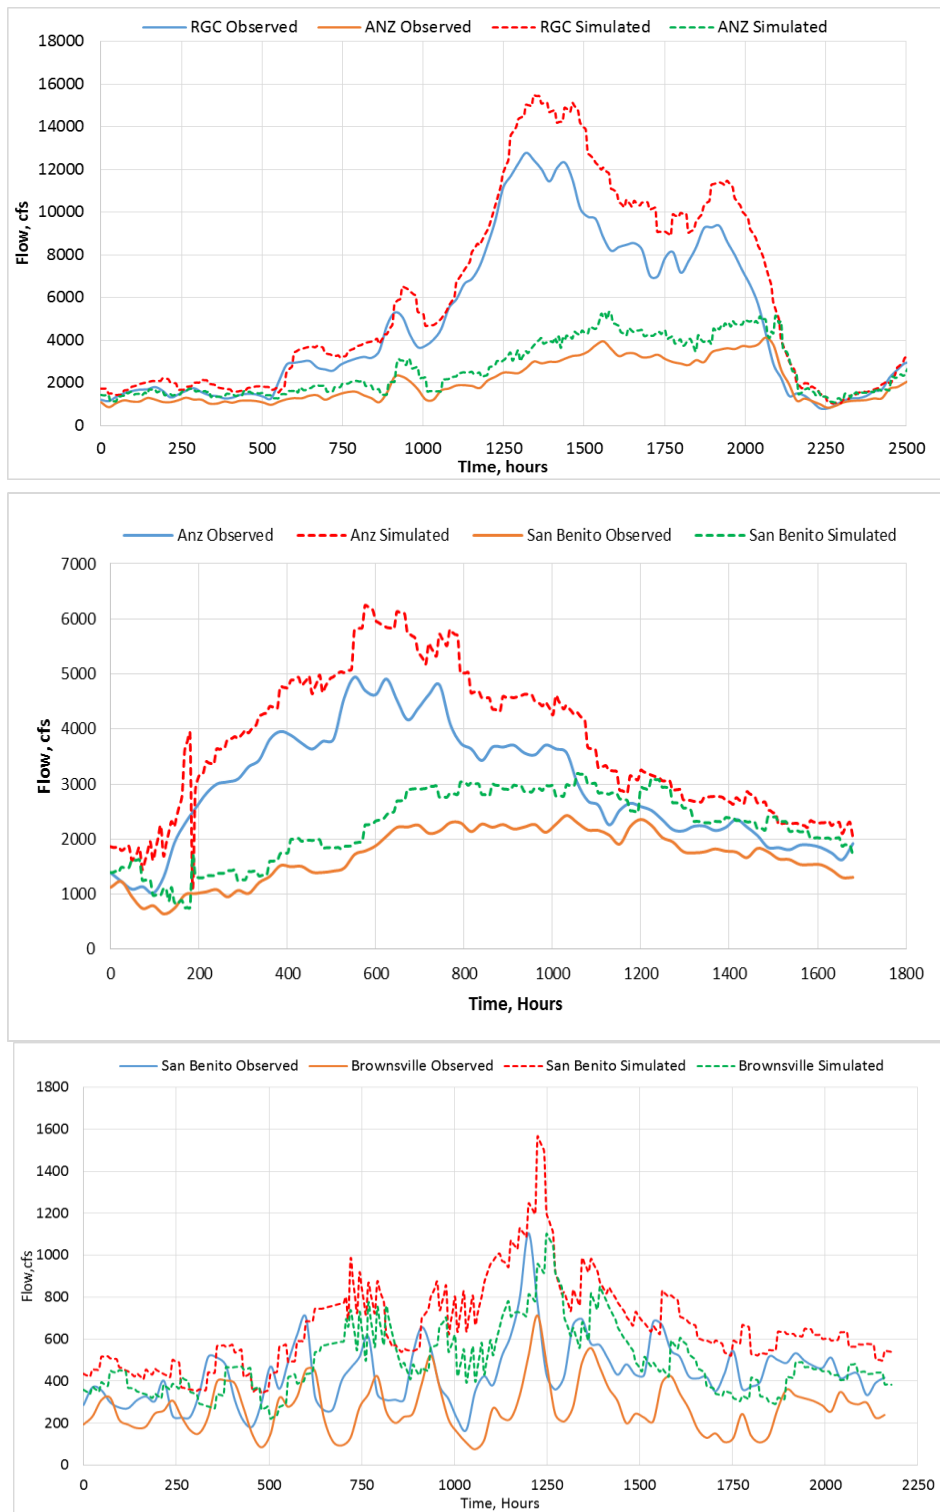 RGC Observed ANZ Observed RGC Simulated ANZ Simulated
18000
16000
14000
12000
10000
8000
6000
4000
2000
0
Flow, cfs
0 250 500 750 1000 1250 1500 1750 2000 2250 2500
TIme, hours
Anz Observed Anz Simulated San Benito Observed San Benito Simulated
7000
6000
5000
4000
3000
2000
1000
0
Flow, cfs
0 200 400 600 800 1000 1200 1400 1600 1800
Time, Hours
San Benito Observed Brownsville Observed San Benito Simulated Brownsville Simulated
1800
1600
1400
1200
1000
800
600
400
200
0
Flow,cfs
0 250 500 750 1000 1250 1500 1750 2000 2250
Time, Hours